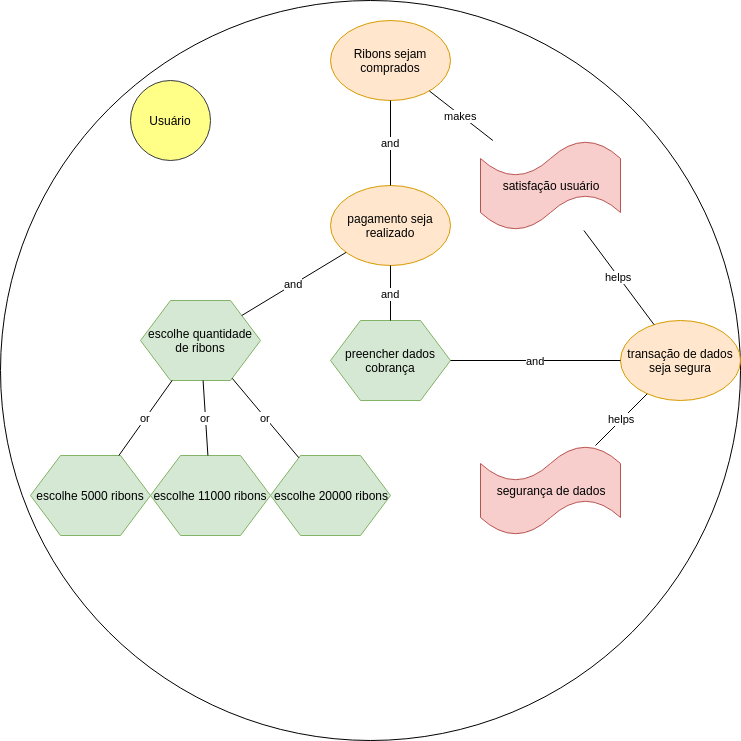 Ribons sejam
comprados
makes
Usuário
and
satisfação usuário
pagamento seja
realizado
and
and
helps
escolhe quantidade
de ribons
preencher dados
cobrança
and
transação de dados
seja segura
or
or
or
helps
escolhe 5000 ribons
escolhe 11000 ribons
escolhe 20000 ribons
segurança de dados